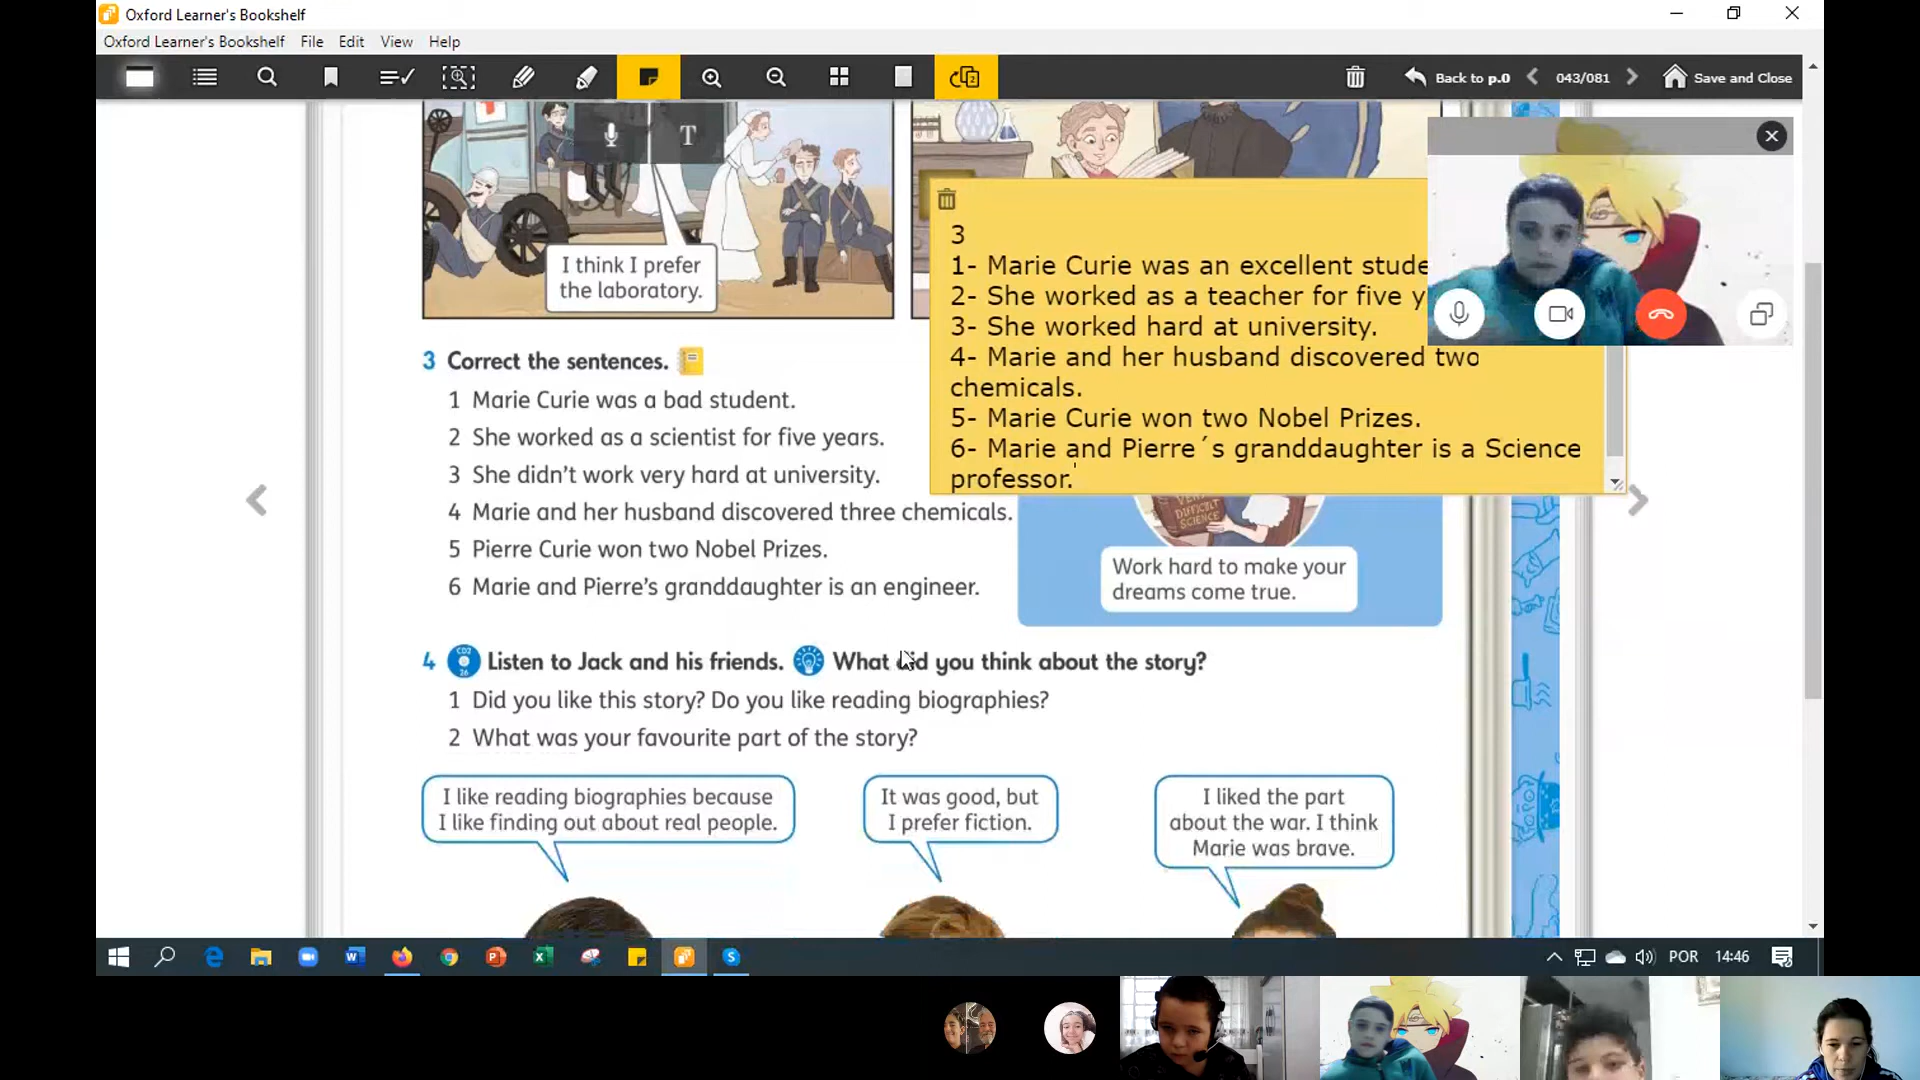 Oxford Learner's Bookshelf
Oxford Learner's Bookshelf File Edit View Help
Back to p.0 043/081 Save and Close
T
I think I prefer
the laboratory.
3
1- Marie Curie was an excellent stude
2- She worked as a teacher for five y
3- She worked hard at university.
4- Marie and her husband discovered two
chemicals.
5- Marie Curie won two Nobel Prizes.
6- Marie and Pierre´s granddaughter is a Science
professor.
3 Correct the sentences.
1 Marie Curie was a bad student.
2 She worked as a scientist for five years.
3 She didn't work very hard at university.
4 Marie and her husband discovered three chemicals.
5 Pierre Curie won two Nobel Prizes.
6 Marie and Pierre's granddaughter is an engineer.
DIFFICULT
SCIENCE
Work hard to make your
dreams come true.
4 CD2 26 Listen to Jack and his friends. What did you think about the story?
1 Did you like this story? Do you like reading biographies?
2 What was your favourite part of the story?
I like reading biographies because
I like finding out about real people.
It was good, but
I prefer fiction.
I liked the part
about the war. I think
Marie was brave.
POR 14:46